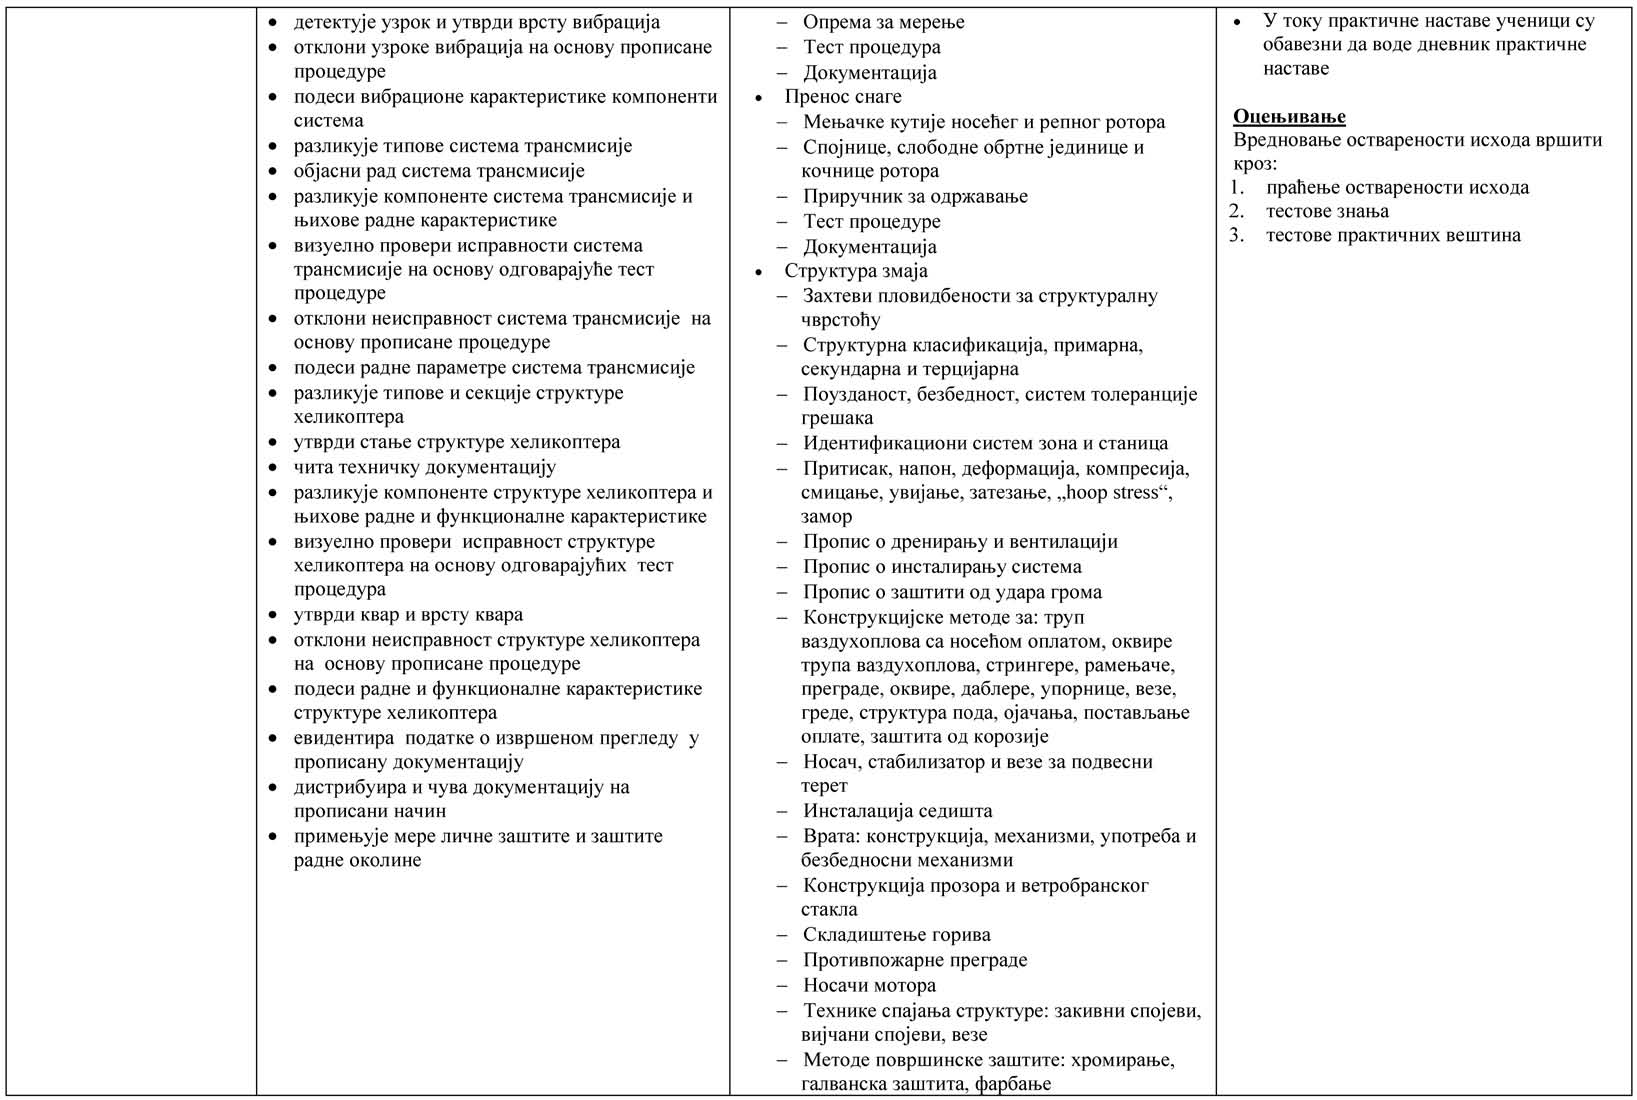 • детектује узрок и утврди врсту вибрација
• отклони узроке вибрација на основу прописане
процедуре
• подеси вибрационе карактеристике компоненти
система
• разликује типове система трансмисије
• објасни рад система трансмисије
• разликује компоненте система трансмисије и
њихове радне карактеристике
• визуелно провери исправности система
трансмисије на основу одговарајуће тест
процедуре
• отклони неисправност система трансмисије на
основу прописане процедуре
• подеси радне параметре система трансмисије
• разликује типове и секције структуре
хеликоптера
• утврди стање структуре хеликоптера
• чита техничку документацију
• разликује компоненте структуре хеликоптера и
њихове радне и функционалне карактеристике
• визуелно провери исправност структуре
хеликоптера на основу одговарајућих тест
процедура
• утврди квар и врсту квара
• отклони неисправност структуре хеликоптера
на основу прописане процедуре
• подеси радне и функционалне карактеристике
структуре хеликоптера
• евидентира податке о извршеном прегледу у
прописану документацију
• дистрибуира и чува документацију на
прописани начин
• примењује мере личне заштите и заштите
радне околине
– Опрема за мерење
– Тест процедура
– Документација
• Пренос снаге
– Мењачке кутије носећег и репног ротора
– Спојнице, слободне обртне јединице и
кочнице ротора
– Приручник за одржавање
– Тест процедуре
– Документација
• Структура змаја
– Захтеви пловидбености за структуралну
чврстоћу
– Структурна класификација, примарна,
секундарна и терцијарна
– Поузданост, безбедност, систем толеранције
грешака
– Идентификациони систем зона и станица
– Притисак, напон, деформација, компресија,
смицање, увијање, затезање, „hoop stress“,
замор
– Пропис о дренирању и вентилацији
– Пропис о инсталирању система
– Пропис о заштити од удара грома
– Конструкцијске методе за: труп
ваздухоплова са носећом оплатом, оквире
трупа ваздухоплова, стрингере, рамењаче,
преграде, оквире, даблере, упорнице, везе,
греде, структура пода, ојачања, постављање
оплате, заштита од корозије
– Носач, стабилизатор и везе за подвесни
терет
– Инсталација седишта
– Врата: конструкција, механизми, употреба и
безбедносни механизми
– Конструкција прозора и ветробранског
стакла
– Складиштење горива
– Противпожарне преграде
– Носачи мотора
– Технике спајања структуре: закивни спојеви,
вијчани спојеви, везе
– Методе површинске заштите: хромирање,
галванска заштита, фарбање
• У току практичне наставе ученици су
обавезни да воде дневник практичне
наставе
Оцењивање
Вредновање остварености исхода вршити
кроз:
1. праћење остварености исхода
2. тестове знања
3. тестове практичних вештина